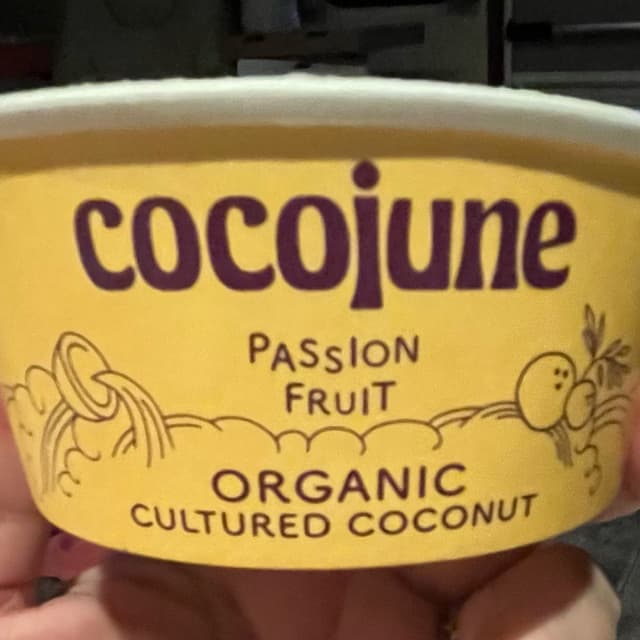 cocojune
PASSION
FRUIT
ORGANIC
CULTURED COCONUT